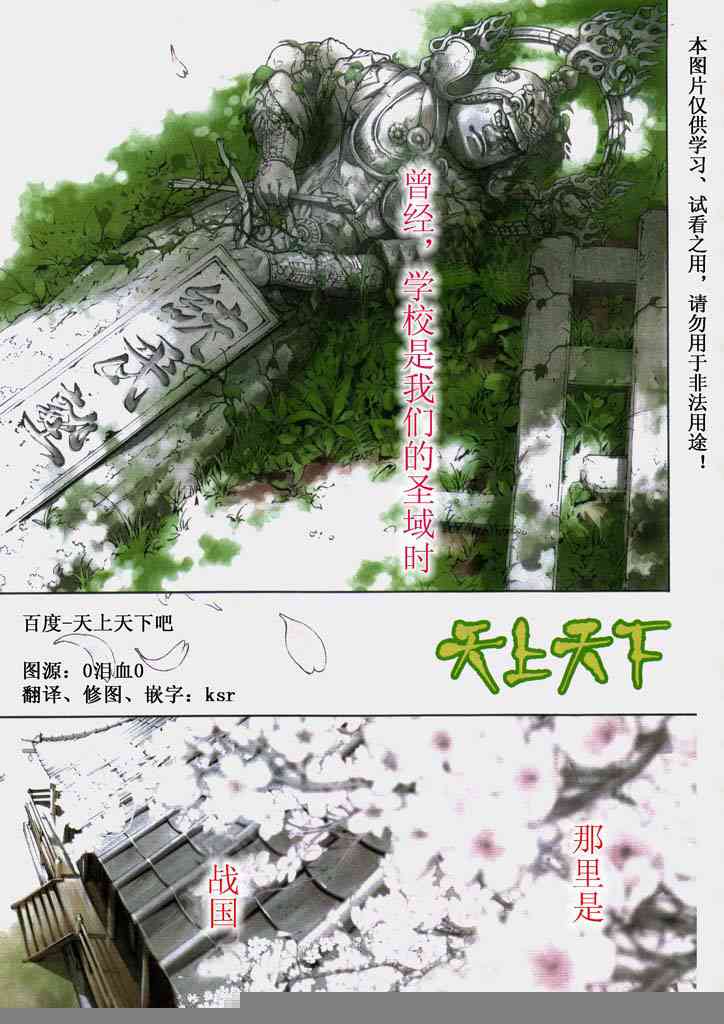 本图片仅供学习、试看之用，请勿用于非法用途！
曾经，学校是我们的圣域时
百度-天上天下吧
图源：0泪血0
翻译、修图、嵌字：ksr
天上天下
那里是
战国